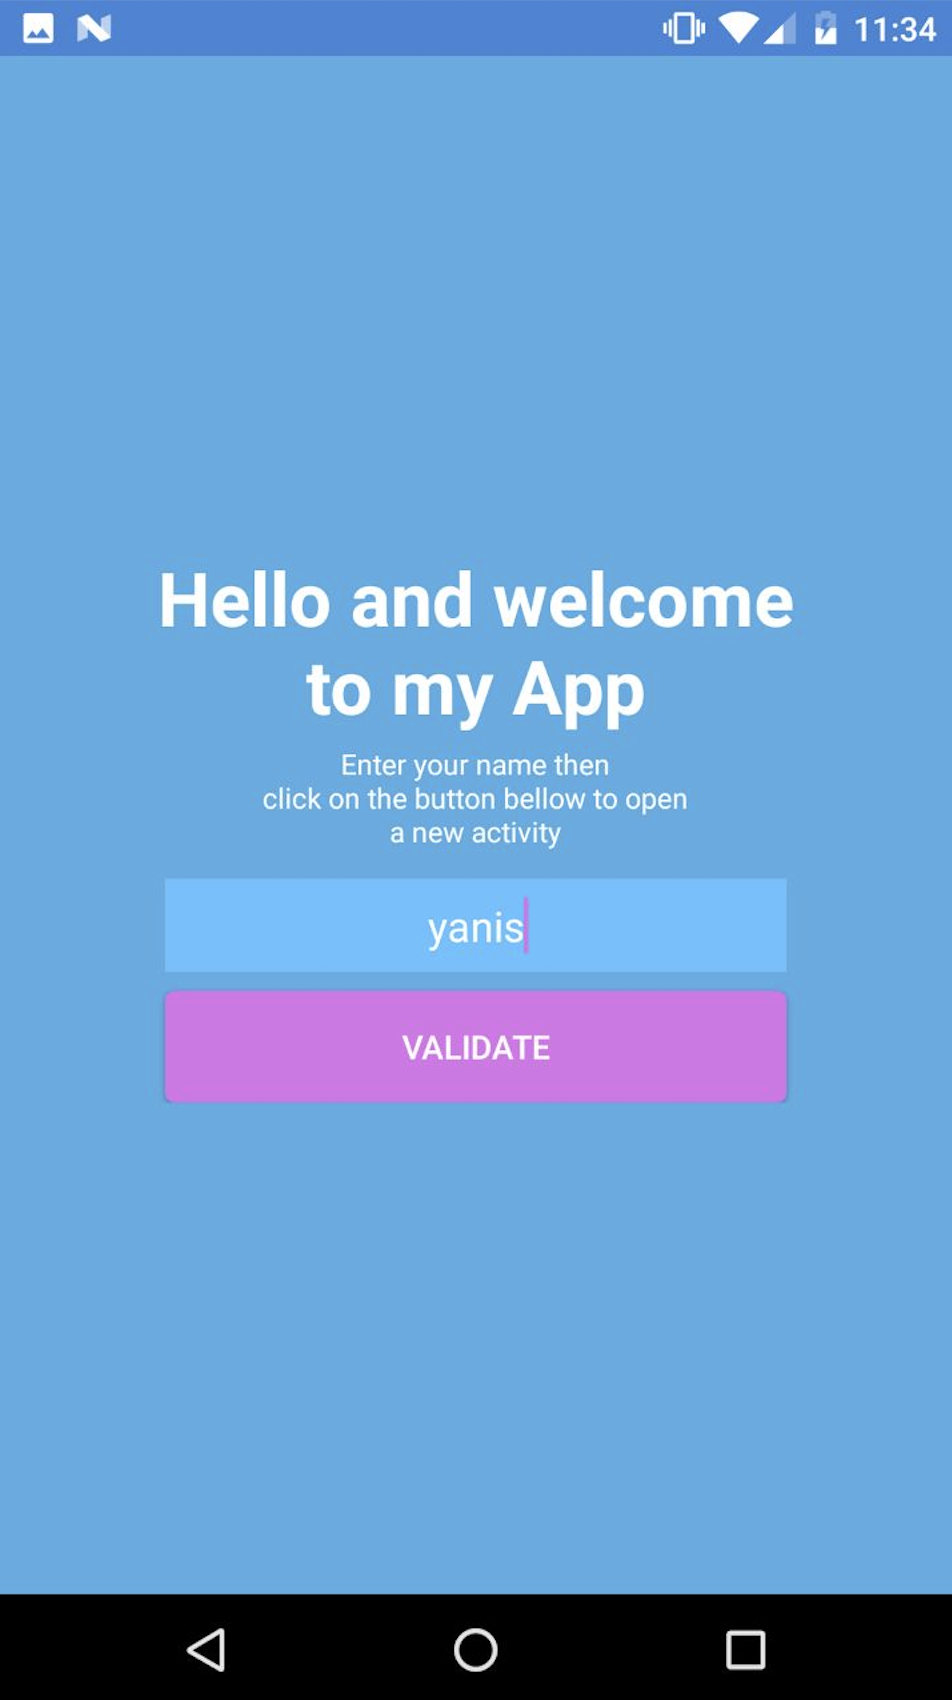 11:34
Hello and welcome
to my App
Enter your name then
click on the button bellow to open
a new activity
yanis
VALIDATE